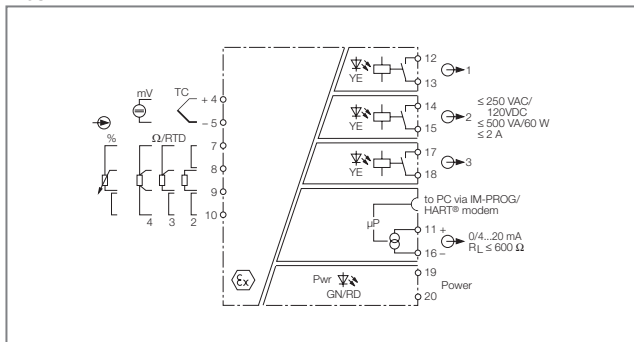 mV
TC
+ 4
– 5
%
Ω/RTD
7
8
9
10
4 3 2
Ex
YE
12
13
1
YE
14
15
2
≤ 250 VAC/
120VDC
≤ 500 VA/60 W
≤ 2 A
YE
17
18
3
to PC via IM-PROG/
HART® modem
µP
11 +
16 –
0/4...20 mA
RL ≤ 600 Ω
Pwr
GN/RD
19
20
Power